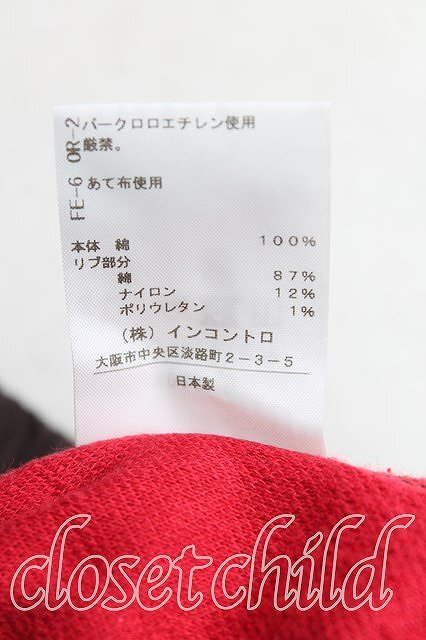 OR-2 パークロロエチレン使用
厳禁。
FE-6 あて布使用
本体 綿 100%
リブ部分
綿 87%
ナイロン 12%
ポリウレタン 1%
(株) インコントロ
大阪市中央区淡路町2-3-5
日本製
closet child